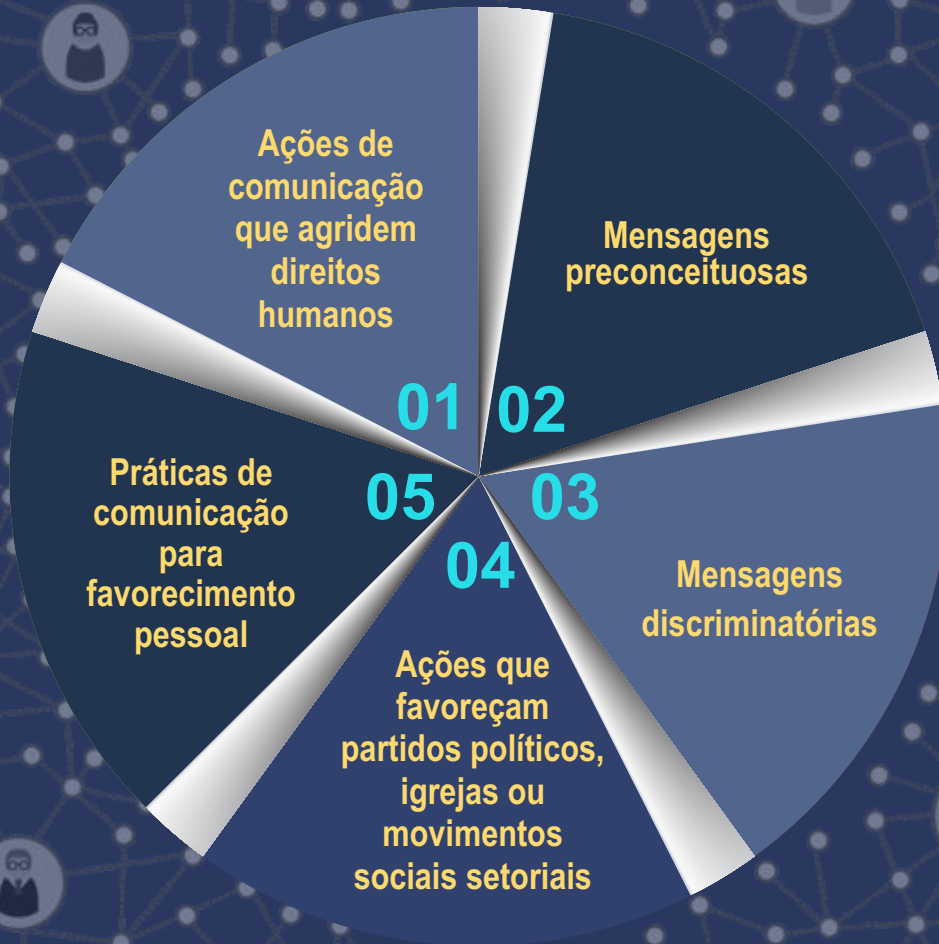 Ações de
comunicação
que agridem
direitos
humanos
01
Mensagens
preconceituosas
02
03
Mensagens
discriminatórias
04
Ações que
favoreçam
partidos políticos,
igrejas ou
movimentos
sociais setoriais
05
Práticas de
comunicação
para
favorecimento
pessoal